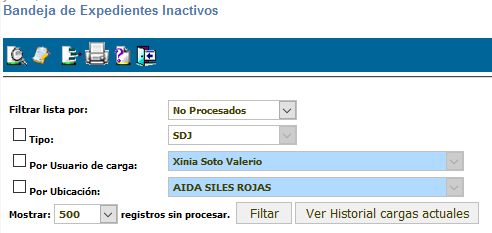 Bandeja de Expedientes Inactivos
Filtrar lista por: No Procesados
Tipo: SDJ
Por Usuario de carga: Xinia Soto Valerio
Por Ubicación: AIDA SILES ROJAS
Mostrar: 500 registros sin procesar. Filtar Ver Historial cargas actuales